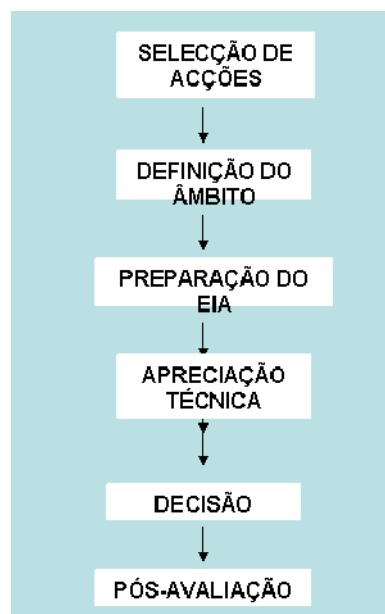 SELECÇÃO DE
ACÇÕES
DEFINIÇÃO DO
ÂMBITO
PREPARAÇÃO DO
EIA
APRECIAÇÃO
TÉCNICA
DECISÃO
PÓS-AVALIAÇÃO